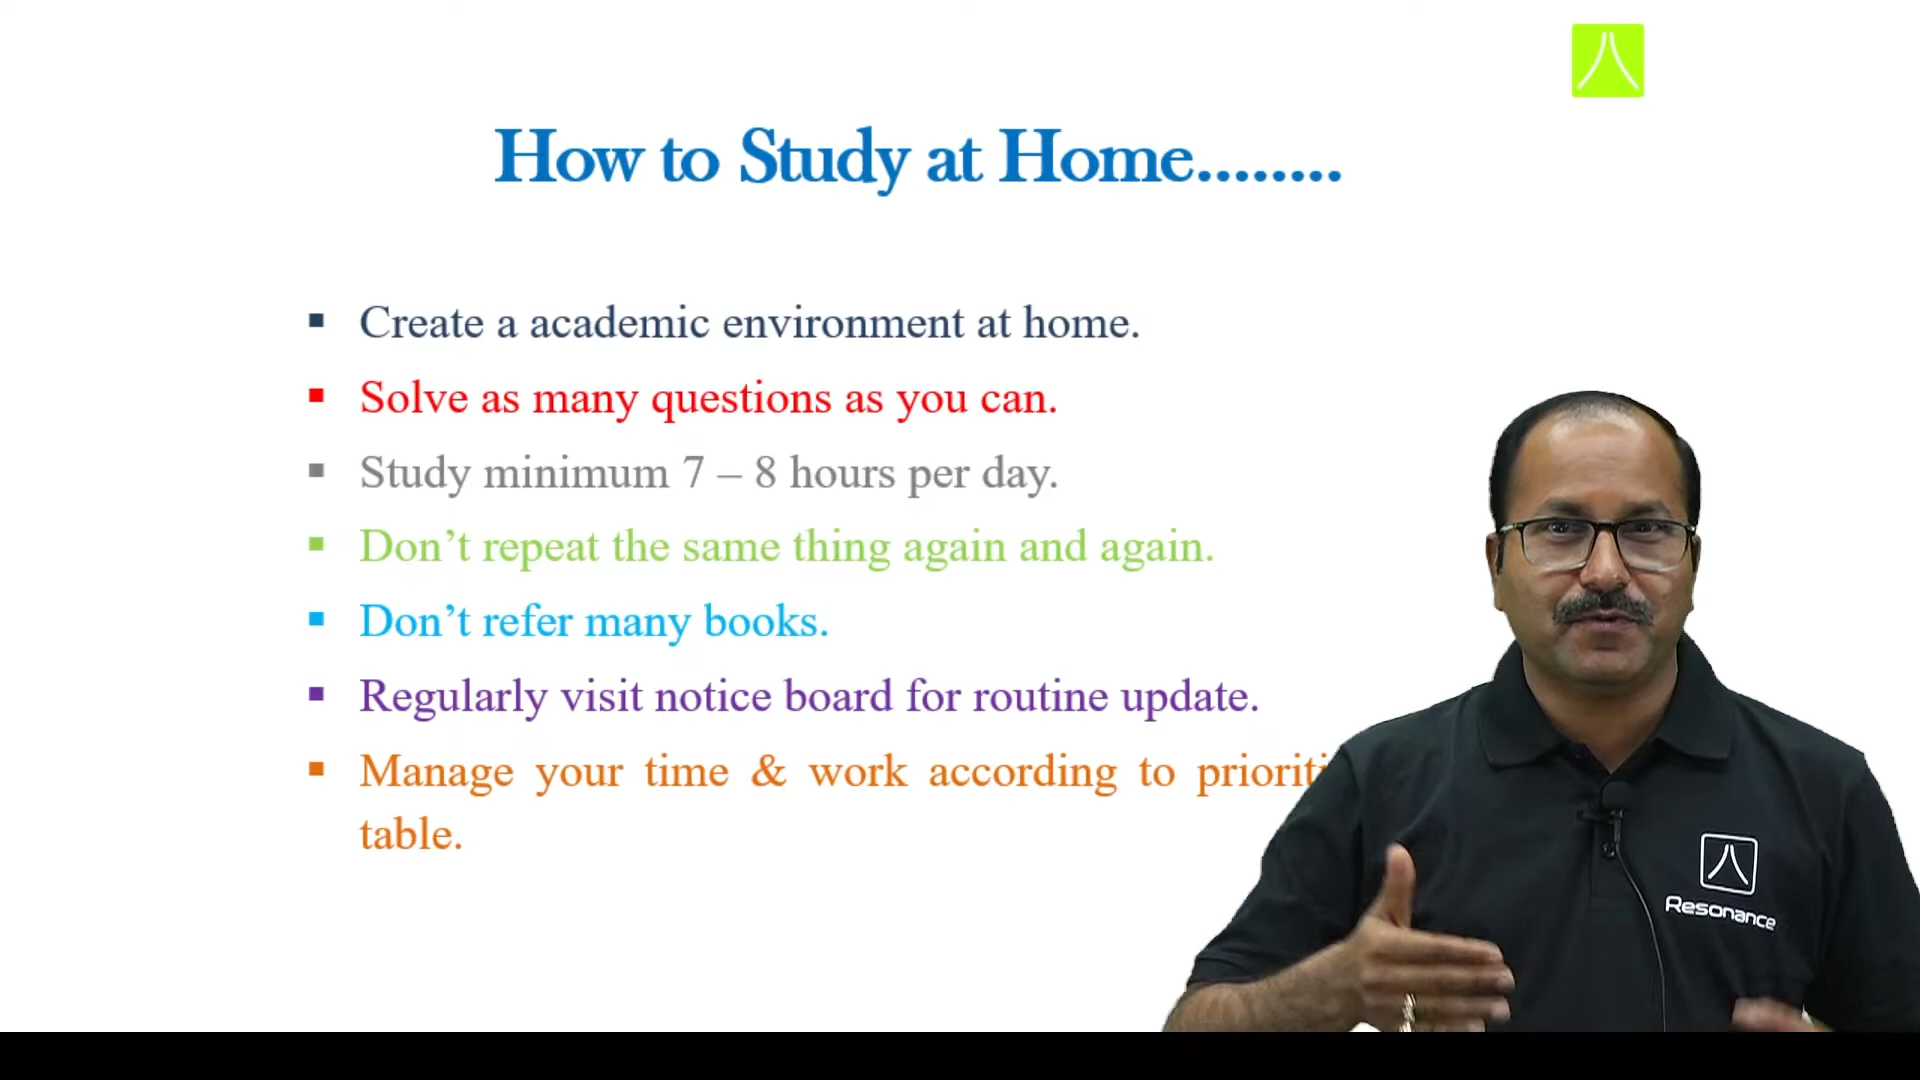 How to Study at Home........
▪ Create a academic environment at home.
▪ Solve as many questions as you can.
▪ Study minimum 7 – 8 hours per day.
▪ Don’t repeat the same thing again and again.
▪ Don’t refer many books.
▪ Regularly visit notice board for routine update.
▪ Manage your time & work according to
table.
Resonance